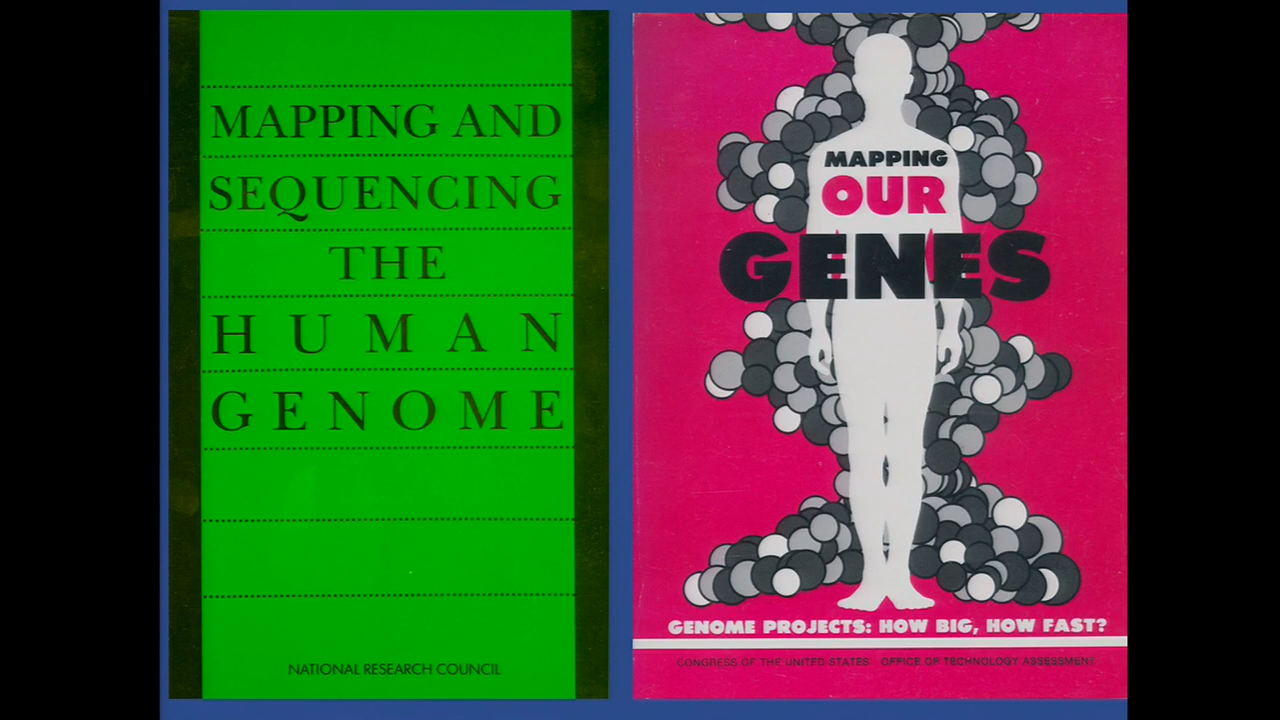 MAPPING AND
SEQUENCING
THE
HUMAN
GENOME
NATIONAL RESEARCH COUNCIL
MAPPING
OUR
GENES
GENOME PROJECTS: HOW BIG, HOW FAST?
CONGRESS OF THE UNITED STATES OFFICE OF TECHNOLOGY ASSESSMENT